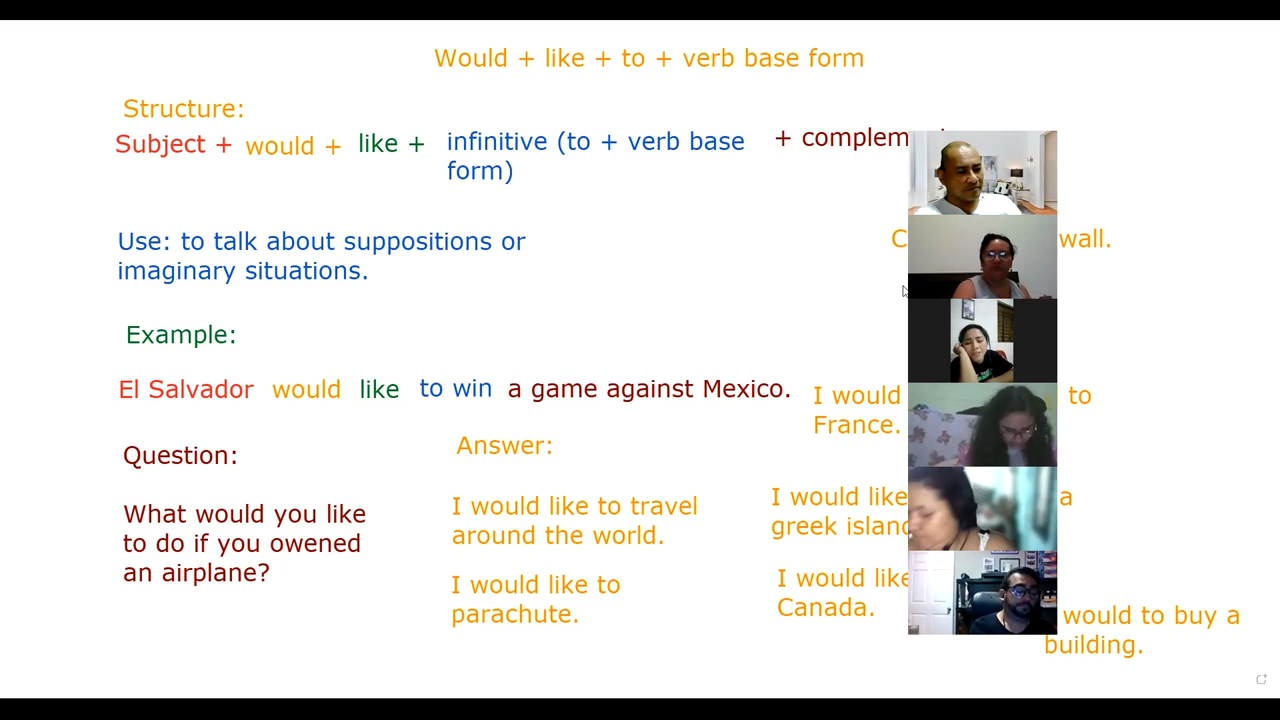 Would + like + to + verb base form
Structure:
Subject + would + like + infinitive (to + verb base
form)
+
Use: to talk about suppositions or
imaginary situations.
wall.
Example:
El Salvador would like to win a game against Mexico.
I would to
France.
Question:
Answer:
What would you like
to do if you owened
an airplane?
I would like to travel
around the world.
I would like to
parachute.
I would like a
greek
I would
Canada.
would to buy a
building.